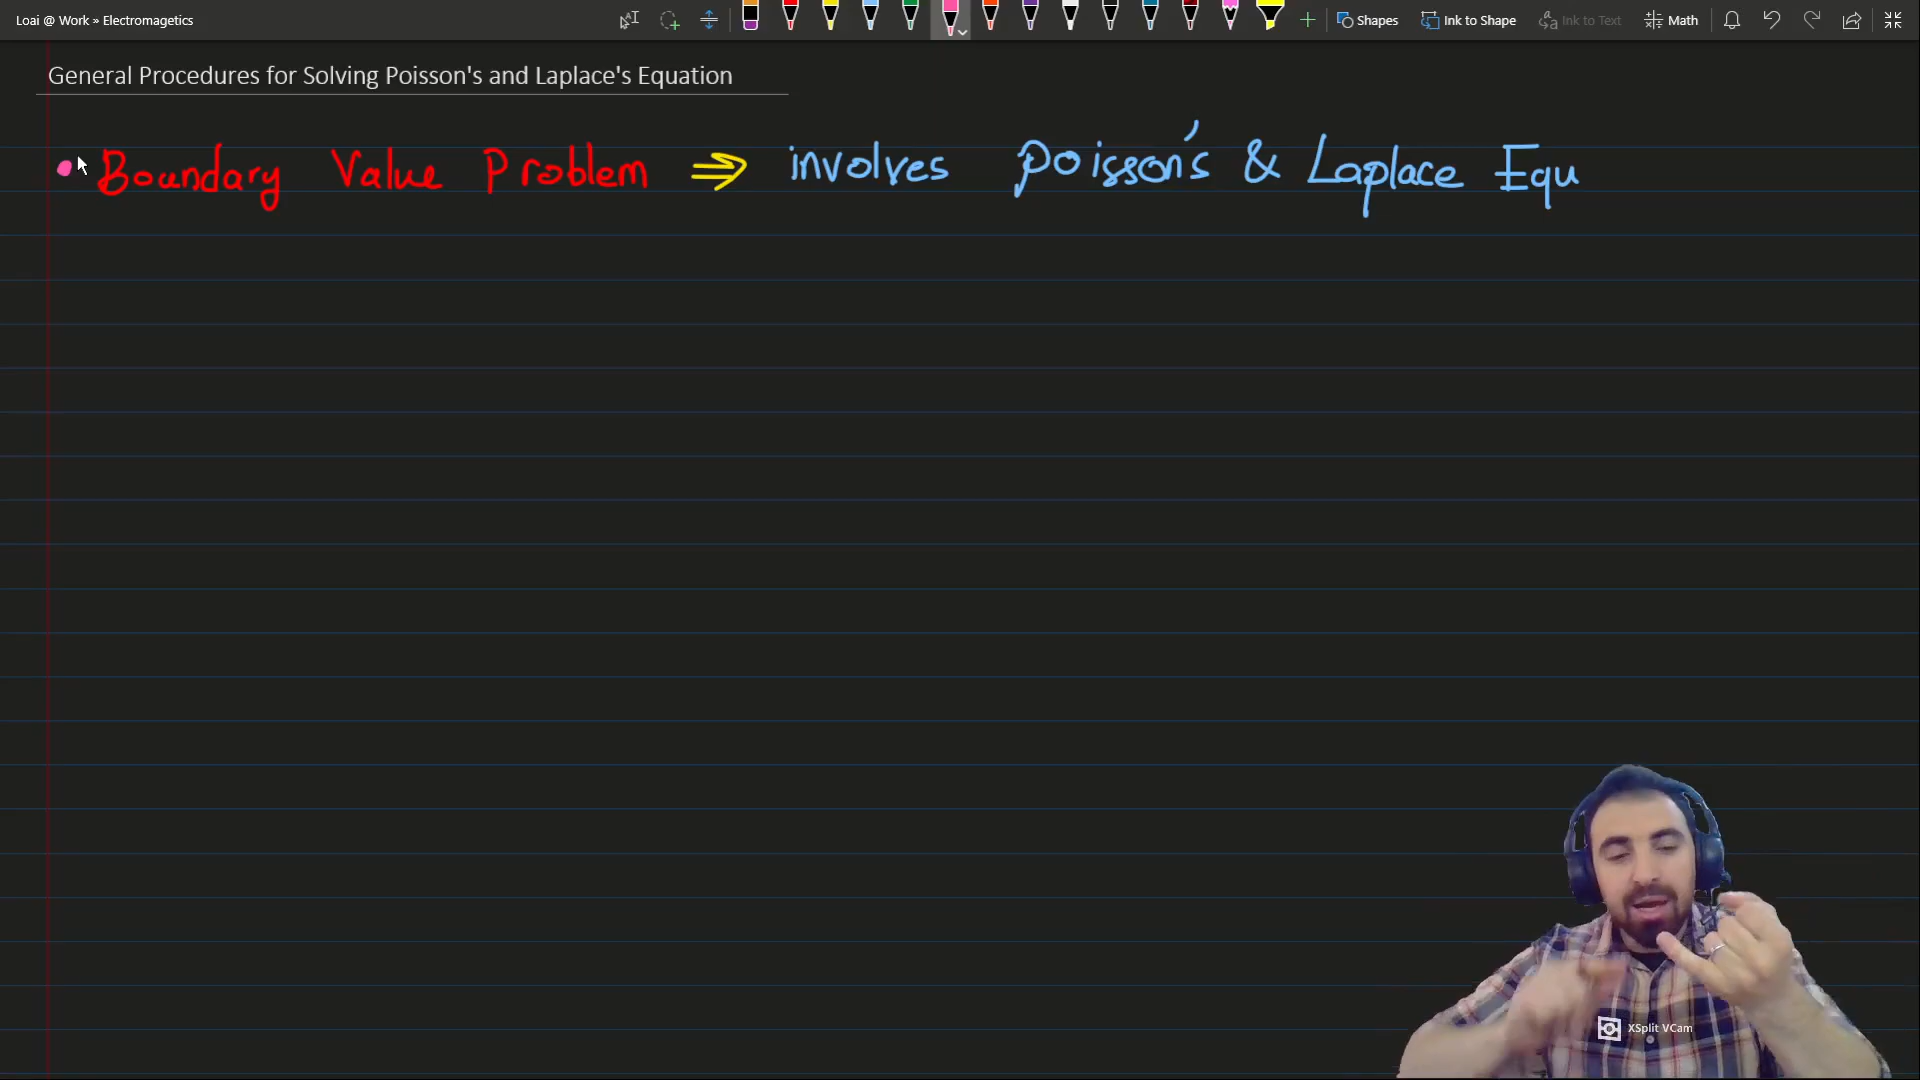 Loai @ Work » Electromagetics
Shapes Ink to Shape Ink to Text Math
General Procedures for Solving Poisson's and Laplace's Equation
Boundary Value Problem ⇒ involves Poisson's & Laplace Equ
XSplit VCam